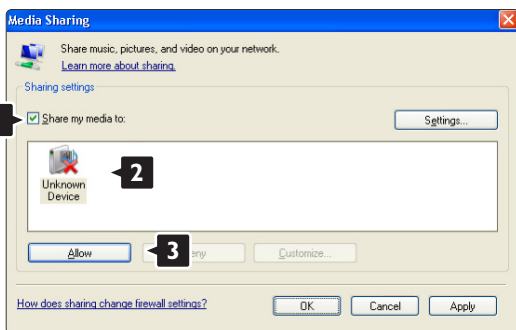 Media Sharing
Share music, pictures, and video on your network.
Learn more about sharing.
Sharing settings
Share my media to:
Settings...
2
Unknown
Device
Allow
3
Customize...
How does sharing change firewall settings?
OK
Cancel
Apply